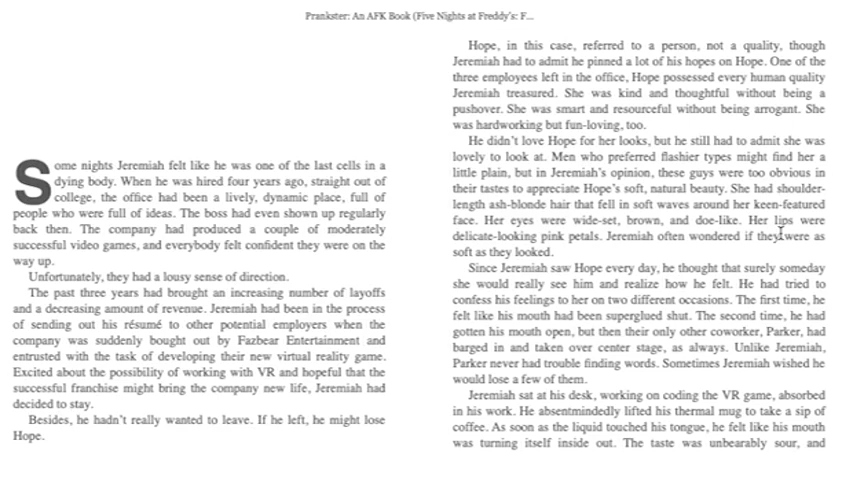 Prankster: An AFK Book (Five Nights at Freddy's: F...
Some nights Jeremiah felt like he was one of the last cells in a
dying body. When he was hired four years ago, straight out of
college, the office had been a lively, dynamic place, full of
people who were full of ideas. The boss had even shown up regularly
back then. The company had produced a couple of moderately
successful video games, and everybody felt confident they were on the
way up.
Unfortunately, they had a lousy sense of direction.
The past three years had brought an increasing number of layoffs
and a decreasing amount of revenue. Jeremiah had been in the process
of sending out his résumé to other potential employers when the
company was suddenly bought out by Fazbear Entertainment and
entrusted with the task of developing their new virtual reality game.
Excited about the possibility of working with VR and hopeful that the
successful franchise might bring the company new life, Jeremiah had
decided to stay.
Besides, he hadn't really wanted to leave. If he left, he might lose
Hope.
Hope, in this case, referred to a person, not a quality, though
Jeremiah had to admit he pinned a lot of his hopes on Hope. One of the
three employees left in the office, Hope possessed every human quality
Jeremiah treasured. She was kind and thoughtful without being a
pushover. She was smart and resourceful without being arrogant. She
was hardworking but fun-loving, too.
He didn't love Hope for her looks, but he still had to admit she was
lovely to look at. Men who preferred flashier types might find her a
little plain, but in Jeremiah's opinion, these guys were too obvious in
their tastes to appreciate Hope's soft, natural beauty. She had shoulder-
length ash-blonde hair that fell in soft waves around her keen-featured
face. Her eyes were wide-set, brown, and doe-like. Her lips were
delicate-looking pink petals. Jeremiah often wondered if they were as
soft as they looked.
Since Jeremiah saw Hope every day, he thought that surely someday
she would really see him and realize how he felt. He had tried to
confess his feelings to her on two different occasions. The first time, he
felt like his mouth had been superglued shut. The second time, he had
gotten his mouth open, but then their only other coworker, Parker, had
barged in and taken over center stage, as always. Unlike Jeremiah,
Parker never had trouble finding words. Sometimes Jeremiah wished he
would lose a few of them.
Jeremiah sat at his desk, working on coding the VR game, absorbed
in his work. He absentmindedly lifted his thermal mug to take a sip of
coffee. As soon as the liquid touched his tongue, he felt like his mouth
was turning itself inside out. The taste was unbearably sour, and